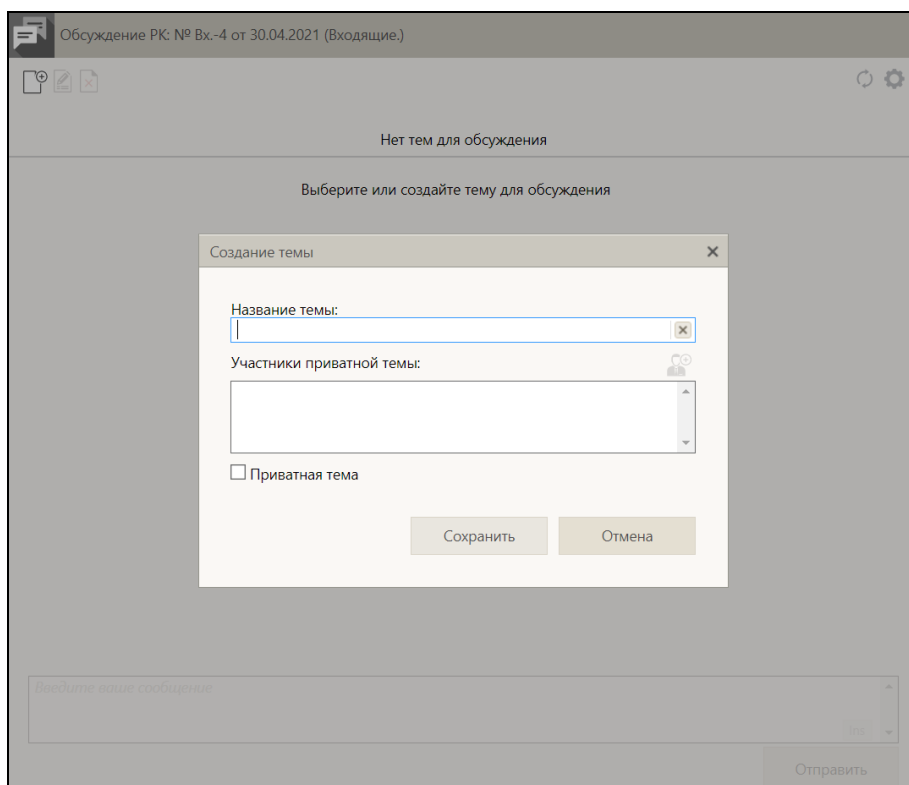 Обсуждение РК: № Вх.-4 от 30.04.2021 (Входящие.)
Нет тем для обсуждения
Выберите или создайте тему для обсуждения
Создание темы
Название темы:
Участники приватной темы:
Приватная тема
Сохранить
Отмена
Введите ваше сообщение
Отправить